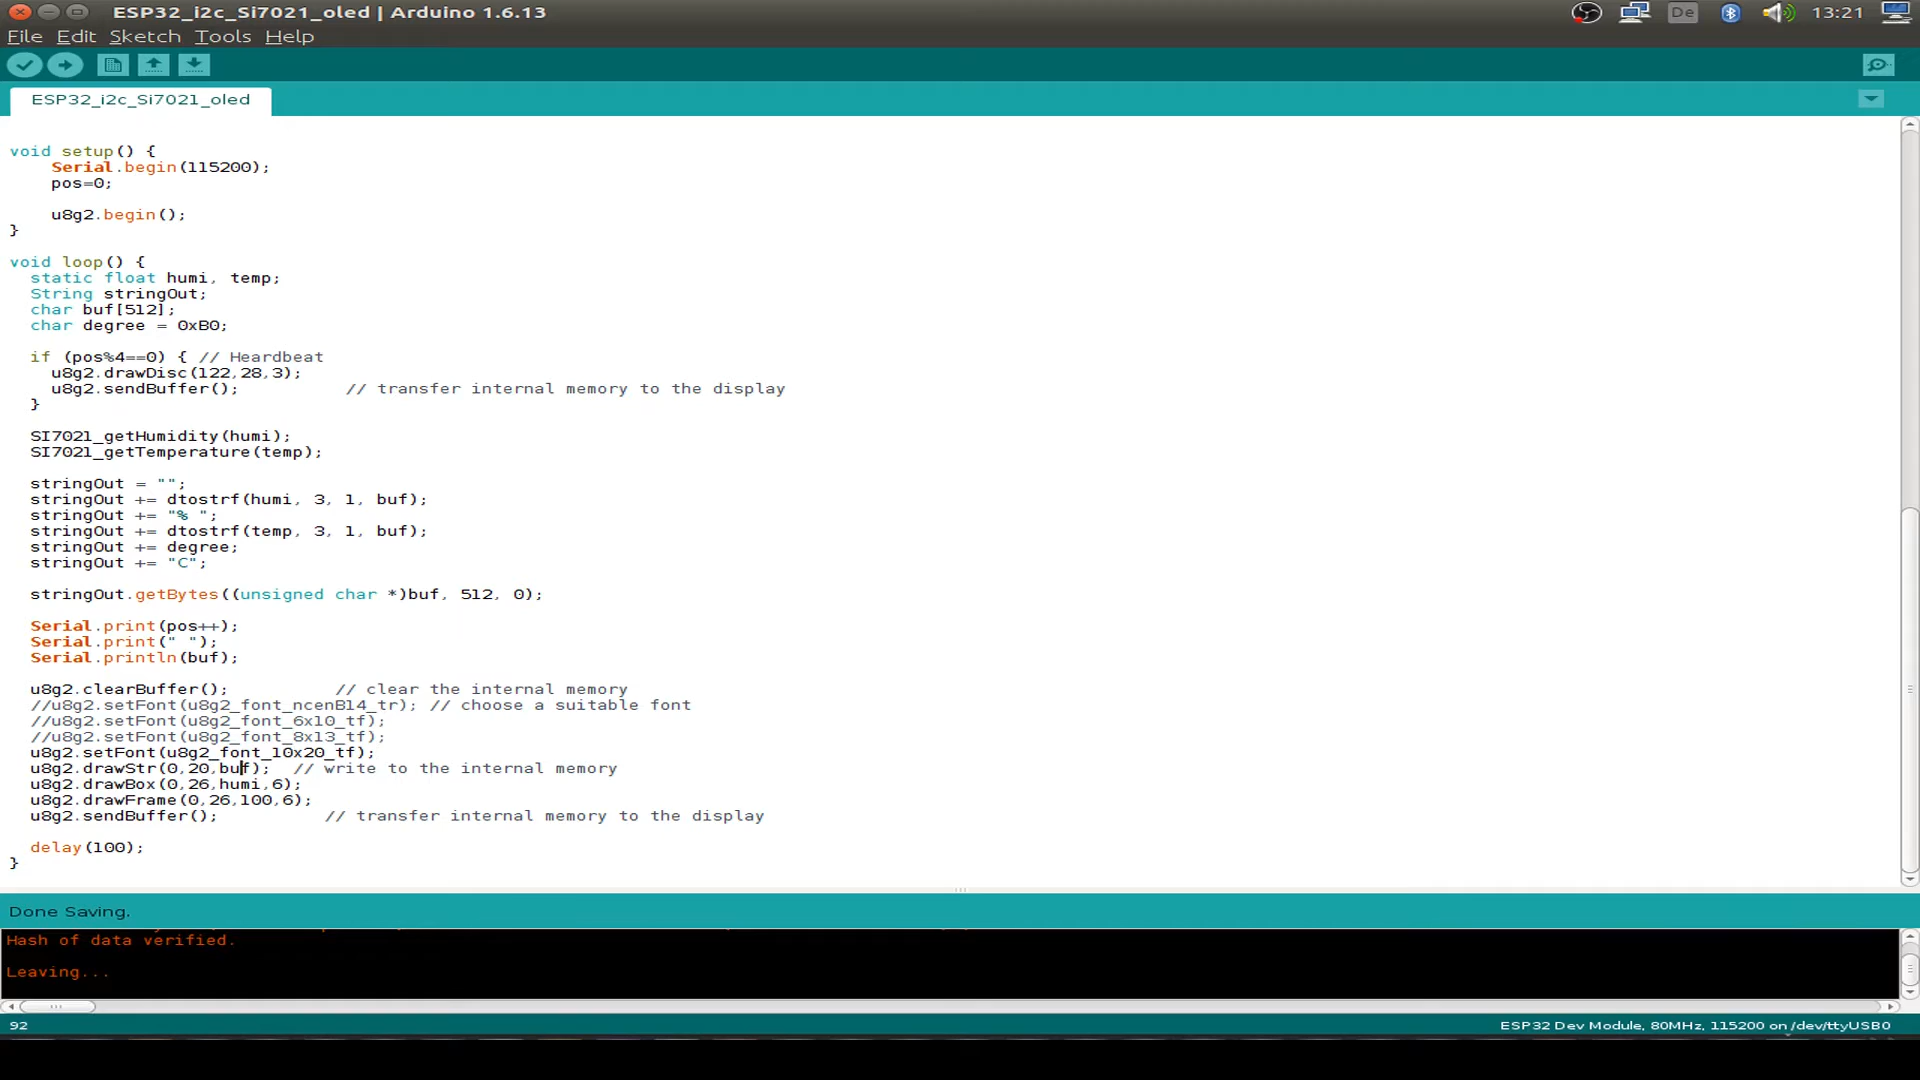 ESP32_i2c_Si7021_oled | Arduino 1.6.13
De
13:21
File Edit Sketch Tools Help
ESP32_i2c_Si7021_oled
void setup() {
Serial.begin(115200);
pos=0;
u8g2.begin();
}
void loop() {
static float humi, temp;
String stringOut;
char buf[512];
char degree = 0xB0;
if (pos%4==0) { // Heardbeat
u8g2.drawDisc(122,28,3);
u8g2.sendBuffer(); // transfer internal memory to the display
}
SI7021_getHumidity(humi);
SI7021_getTemperature(temp);
stringOut = "";
stringOut += dtostrf(humi, 3, 1, buf);
stringOut += "% ";
stringOut += dtostrf(temp, 3, 1, buf);
stringOut += degree;
stringOut += "C";
stringOut.getBytes((unsigned char *)buf, 512, 0);
Serial.print(pos++);
Serial.print(" ");
Serial.println(buf);
u8g2.clearBuffer(); // clear the internal memory
//u8g2.setFont(u8g2_font_ncenB14_tr); // choose a suitable font
//u8g2.setFont(u8g2_font_6x10_tf);
//u8g2.setFont(u8g2_font_8x13_tf);
u8g2.setFont(u8g2_font_10x20_tf);
u8g2.drawStr(0,20,buf); // write to the internal memory
u8g2.drawBox(0,26,humi,6);
u8g2.drawFrame(0,26,100,6);
u8g2.sendBuffer(); // transfer internal memory to the display
delay(100);
}
Done Saving.
Hash of data verified.
Leaving...
92
ESP32 Dev Module, 80MHz, 115200 on /dev/ttyUSB0